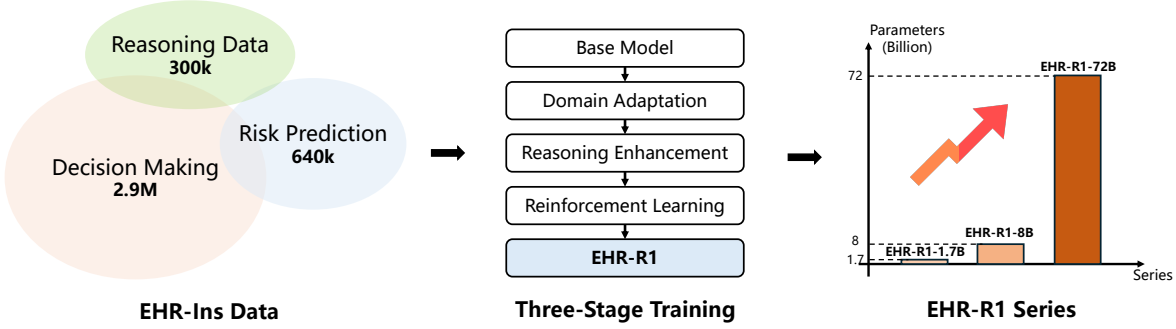 Reasoning Data
300k
Risk Prediction
640k
Decision Making
2.9M
EHR-Ins Data
Base Model
Domain Adaptation
Reasoning Enhancement
Reinforcement Learning
EHR-R1
Three-Stage Training
Parameters
(Billion)
EHR-R1-72B
72
EHR-R1-8B
8
EHR-R1-1.7B
1.7
Series
EHR-R1 Series